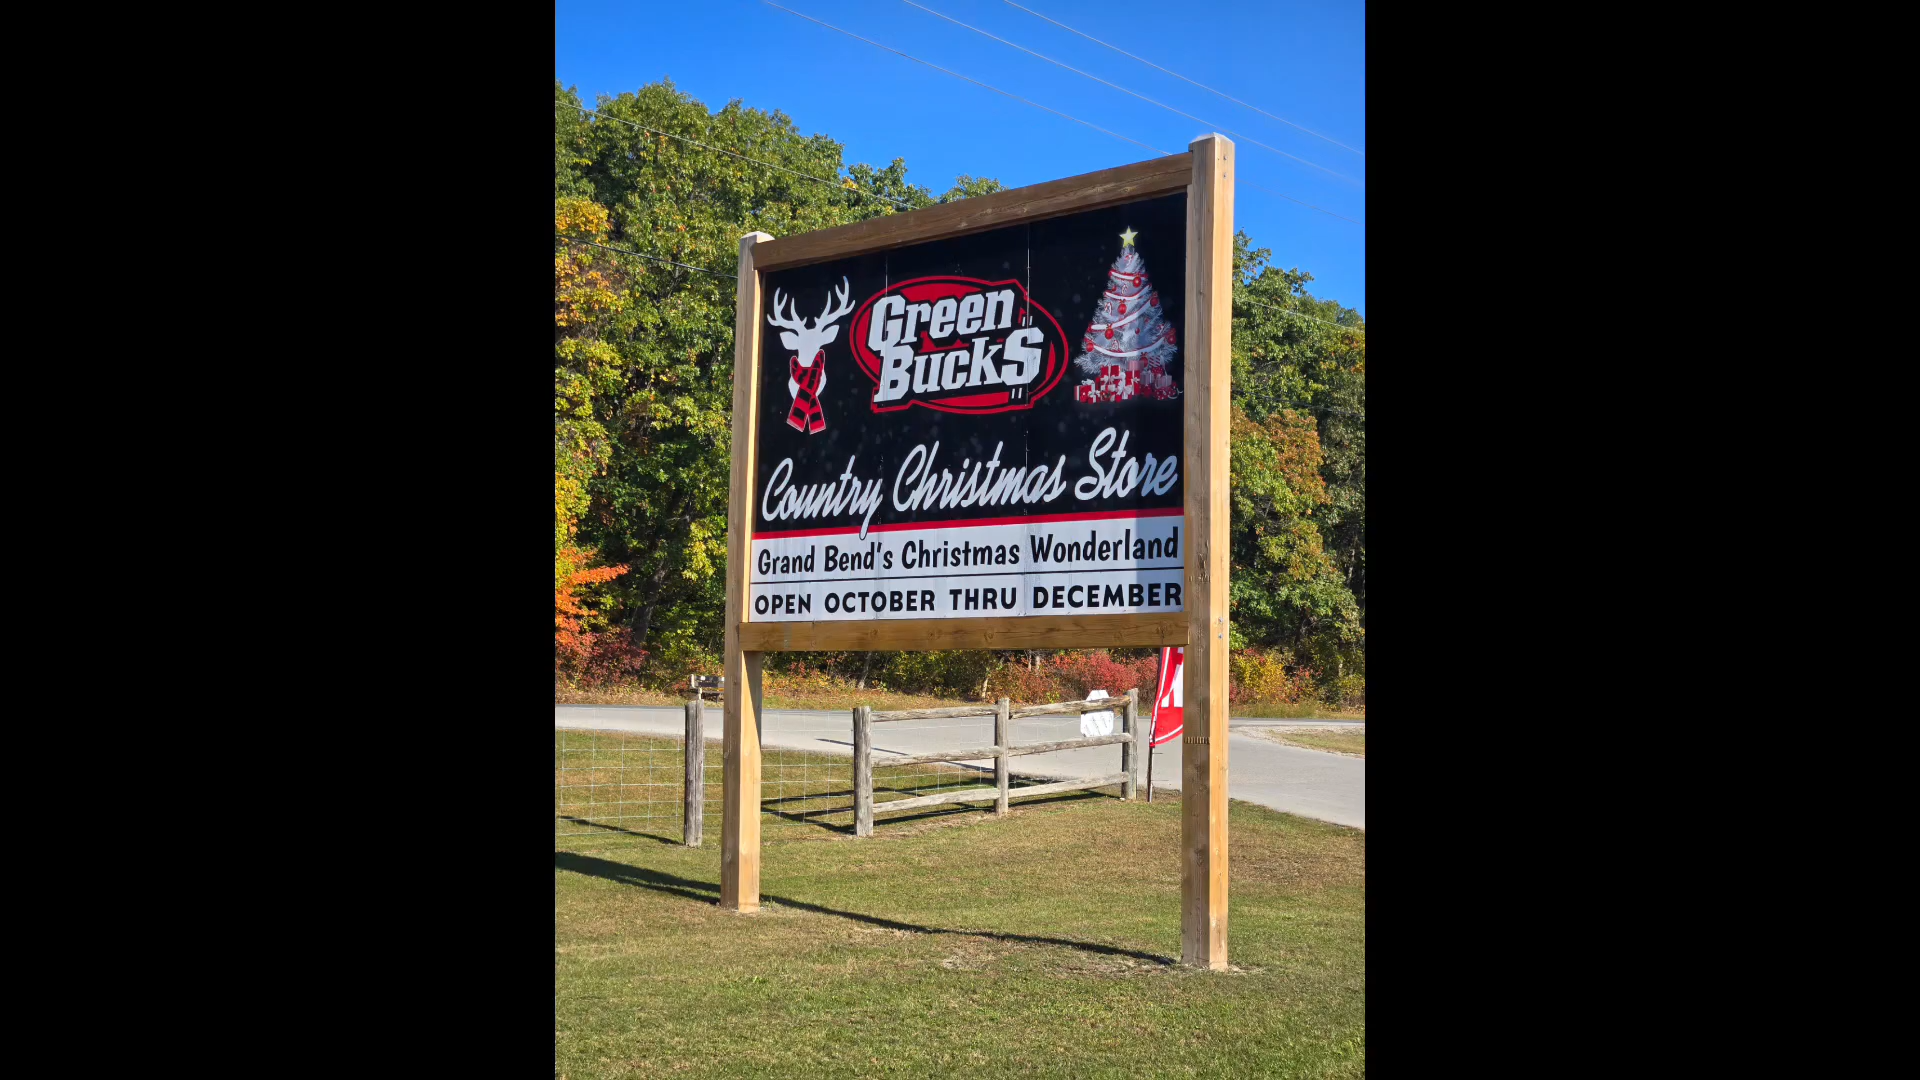 Green
Bucks
Country Christmas Store
Grand Bend's Christmas Wonderland
OPEN OCTOBER THRU DECEMBER